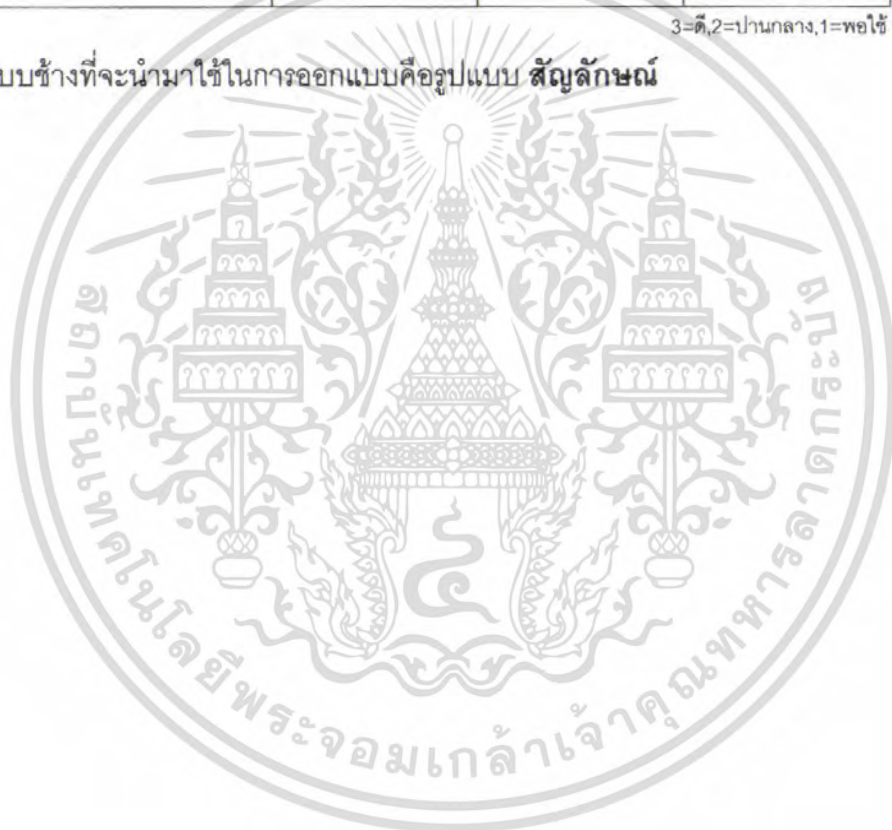 3=ดี,2=ปานกลาง,1=พอใช้
บบช้างที่จะนำมาใช้ในการออกแบบคือรูปแบบ สัญลักษณ์
สถาบันเทคโนโลยีพระจอมเกล้าเจ้าคุณทหารลาดกระบัง
๔